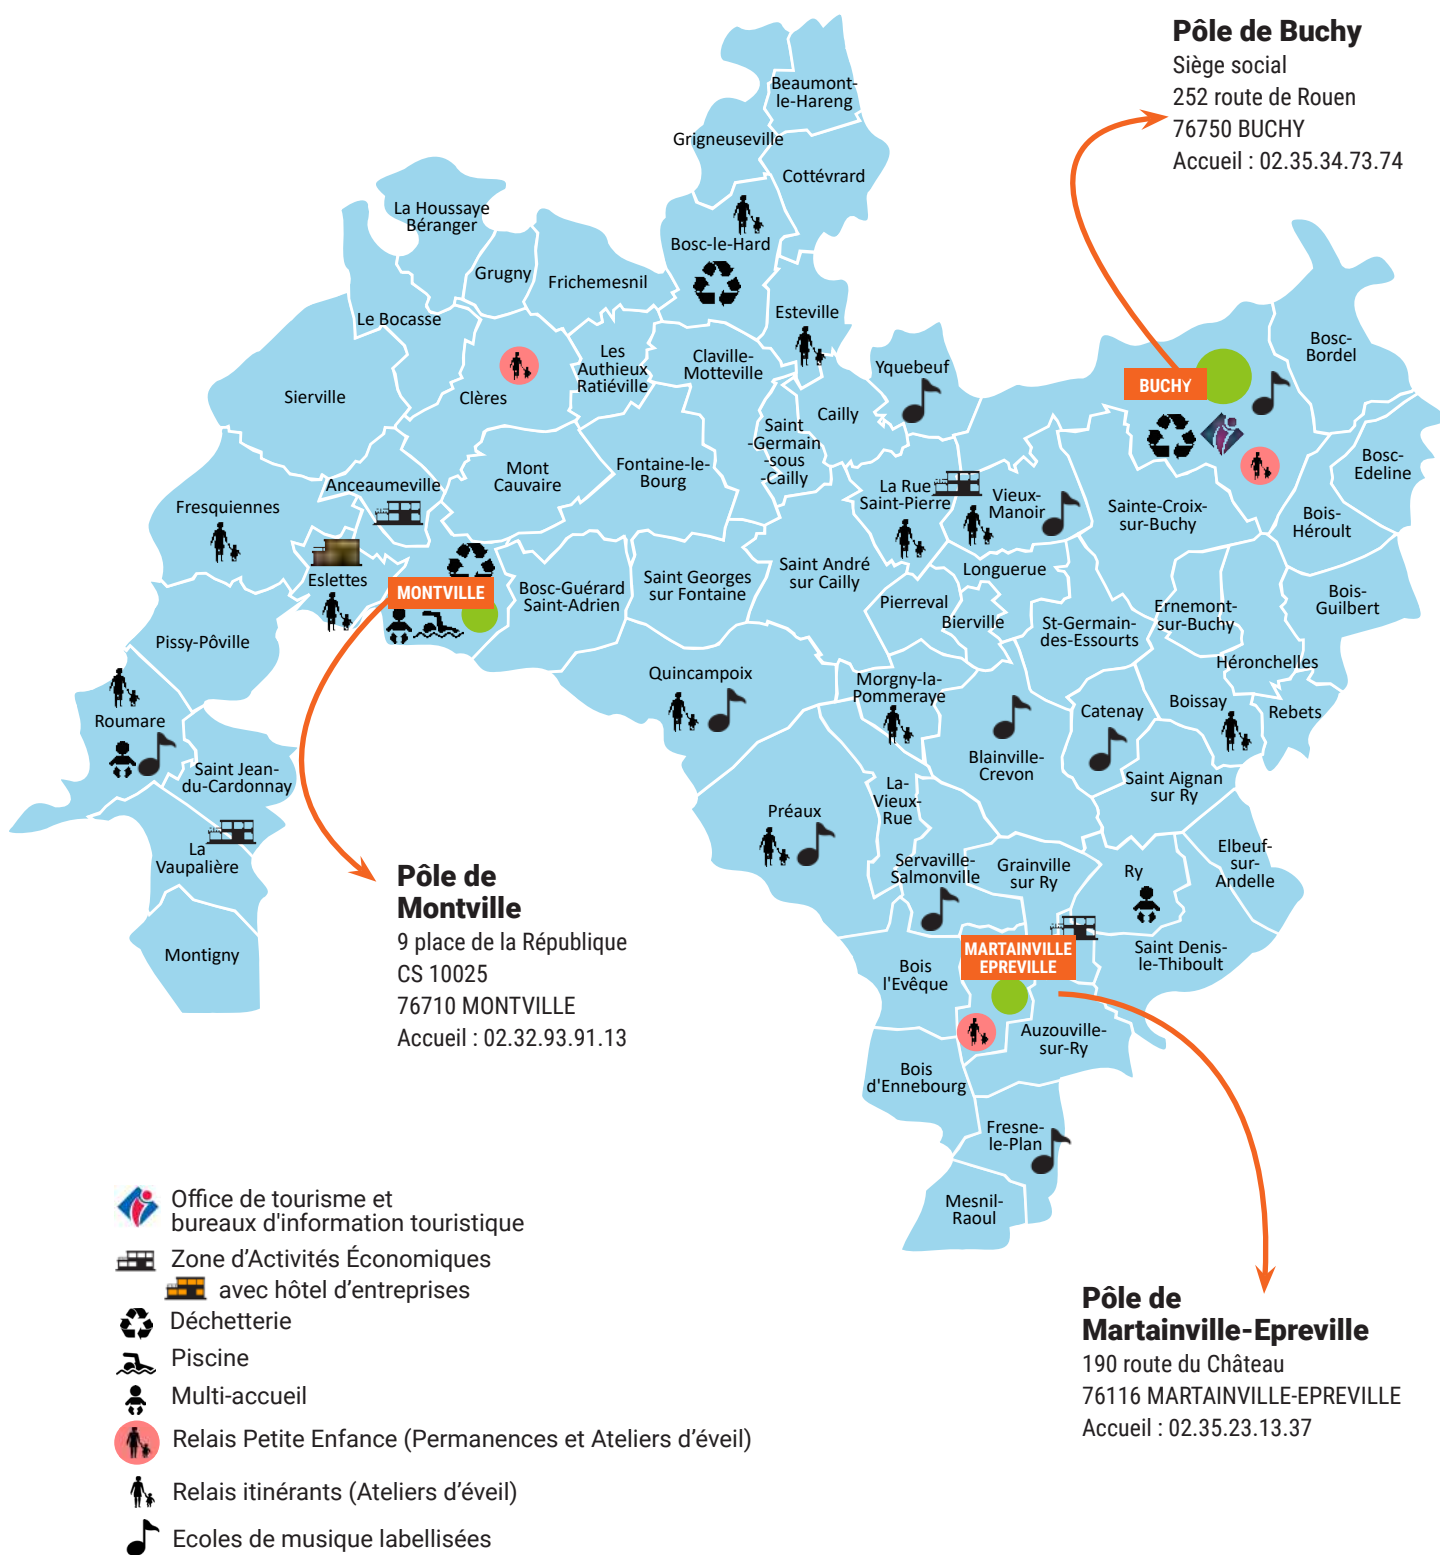 Pôle de Buchy
Siège social
252 route de Rouen
76750 BUCHY
Accueil : 02.35.34.73.74
Beaumont-
le-Hareng
Grigneuseville
Cottévrard
La Houssaye
Béranger
Bosc-le-Hard
Grugny
Frichemesnil
Le Bocasse
Esteville
Bosc-
Bordel
Les
Authieux
Ratiéville
Claville-
Motteville
Yquebeuf
BUCHY
Sierville
Clères
Cailly
Saint
-Germain
-sous
-Cailly
Bosc-
Edeline
Mont
Cauvaire
Fontaine-le-
Bourg
Anceaumeville
La Rue
Saint-Pierre
Vieux-
Manoir
Sainte-Croix-
sur-Buchy
Bois-
Héroult
Fresquiennes
Eslettes
MONTVILLE
Bosc-Guérard
Saint-Adrien
Saint Georges
sur Fontaine
Saint André
sur Cailly
Longuerue
Pierreval
Bierville
St-Germain-
des-Essourts
Ernemont-
sur-Buchy
Bois-
Guilbert
Pissy-Pôville
Héronchelles
Quincampoix
Morgny-la-
Pommeraye
Catenay
Boissay
Rebets
Roumare
Saint Jean-
du-Cardonnay
Blainville-
Crevon
Saint Aignan
sur Ry
La-
Vieux-
Rue
Préaux
La
Vaupalière
Servaville-
Salmonville
Grainville
sur Ry
Ry
Elbeuf-
sur-
Andelle
Montigny
MARTAINVILLE
EPREVILLE
Saint Denis-
le-Thiboult
Bois
l'Evêque
Auzouville-
sur-Ry
Bois
d'Ennebourg
Fresne-
le-Plan
Mesnil-
Raoul
Pôle de
Montville
9 place de la République
CS 10025
76710 MONTVILLE
Accueil : 02.32.93.91.13
Pôle de
Martainville-Epreville
190 route du Château
76116 MARTAINVILLE-EPREVILLE
Accueil : 02.35.23.13.37
Office de tourisme et
bureaux d'information touristique
Zone d'Activités Économiques
avec hôtel d'entreprises
Déchetterie
Piscine
Multi-accueil
Relais Petite Enfance (Permanences et Ateliers d'éveil)
Relais itinérants (Ateliers d'éveil)
Ecoles de musique labellisées